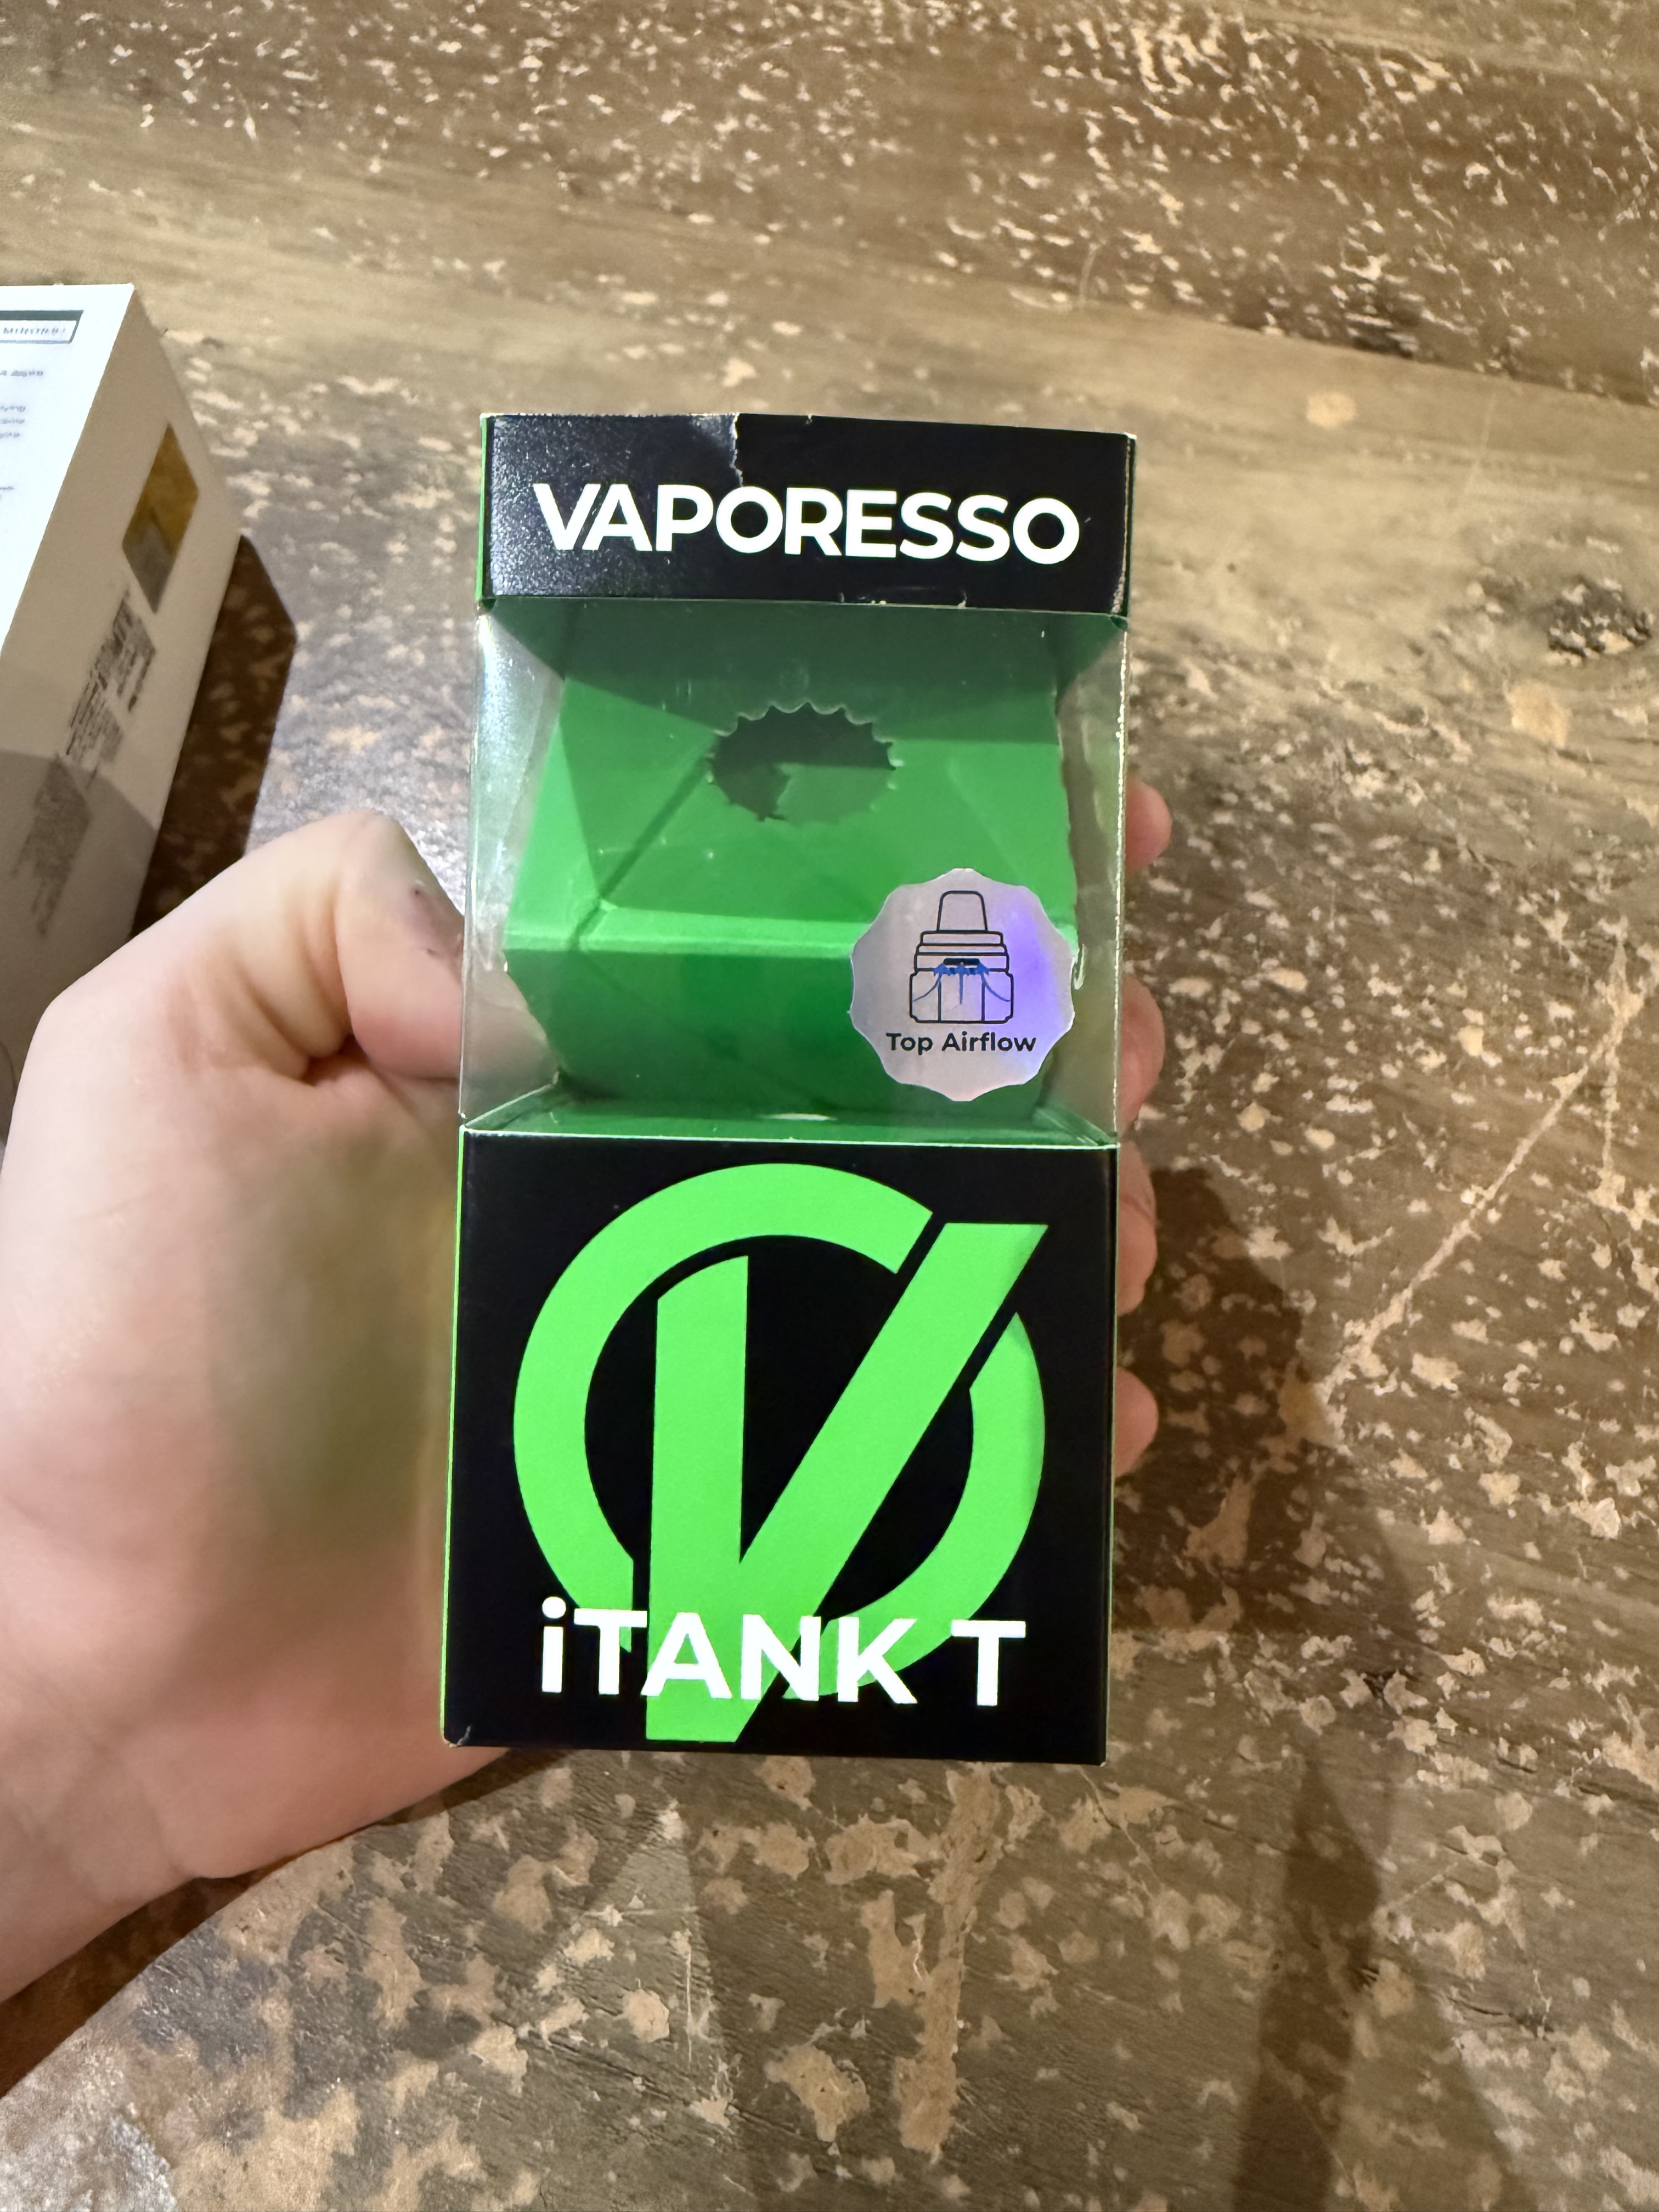 VAPORESSO
Top Airflow
iTANK T